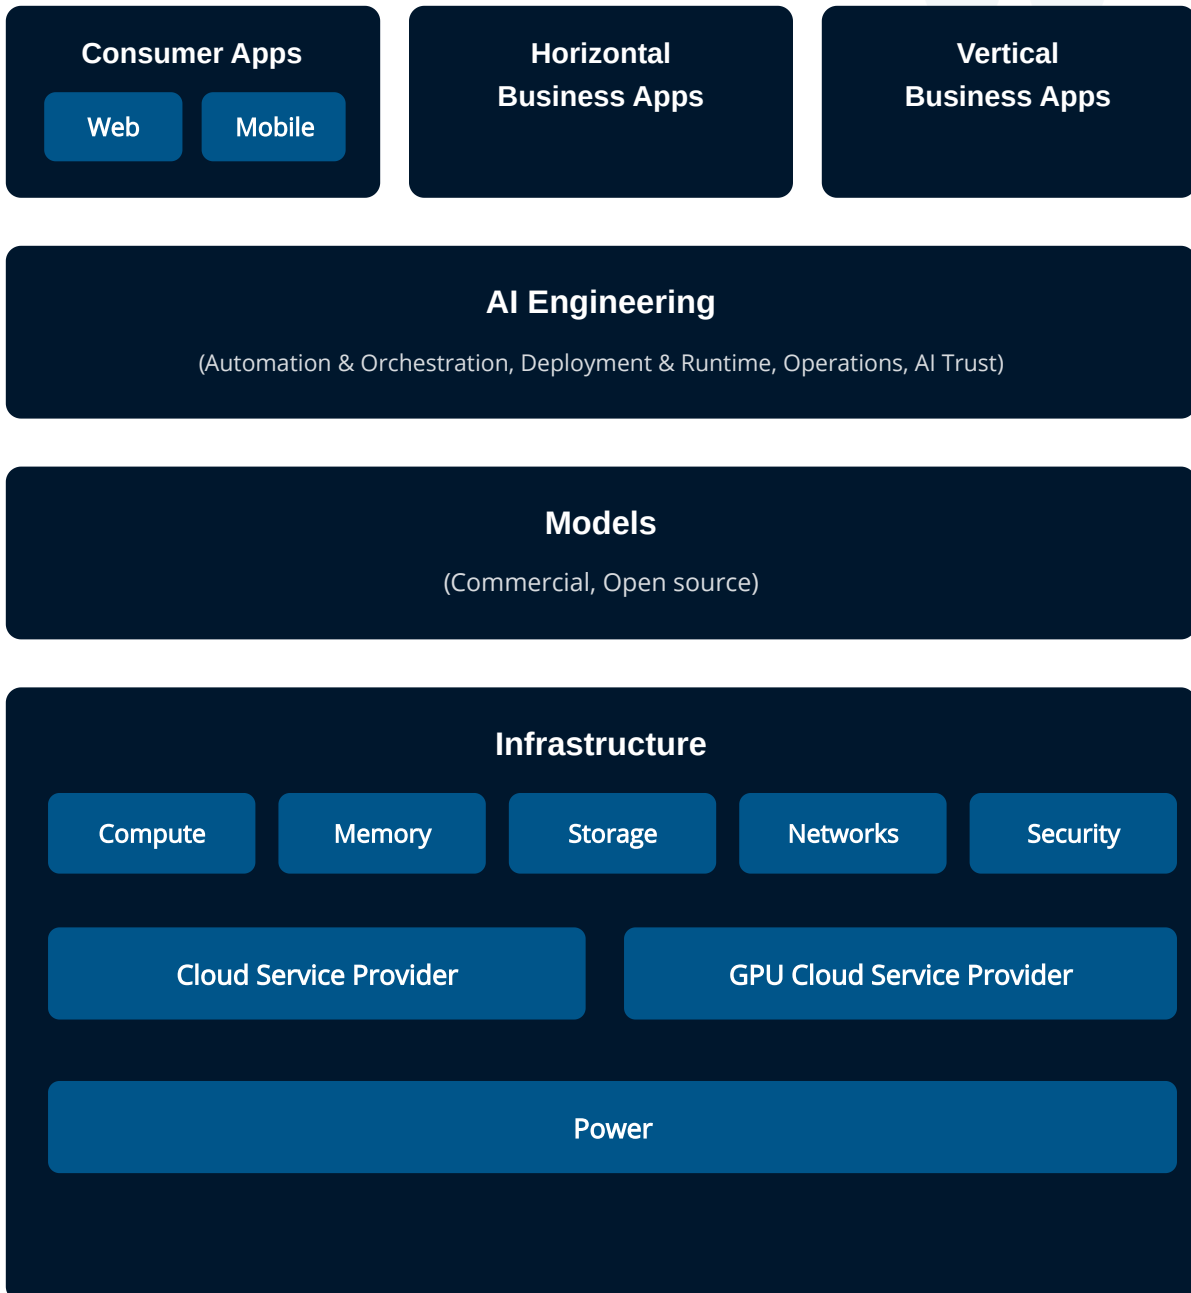 Consumer Apps
Web
Mobile
Horizontal
Business Apps
Vertical
Business Apps
AI Engineering
(Automation & Orchestration, Deployment & Runtime, Operations, AI Trust)
Models
(Commercial, Open source)
Infrastructure
Compute
Memory
Storage
Networks
Security
Cloud Service Provider
GPU Cloud Service Provider
Power